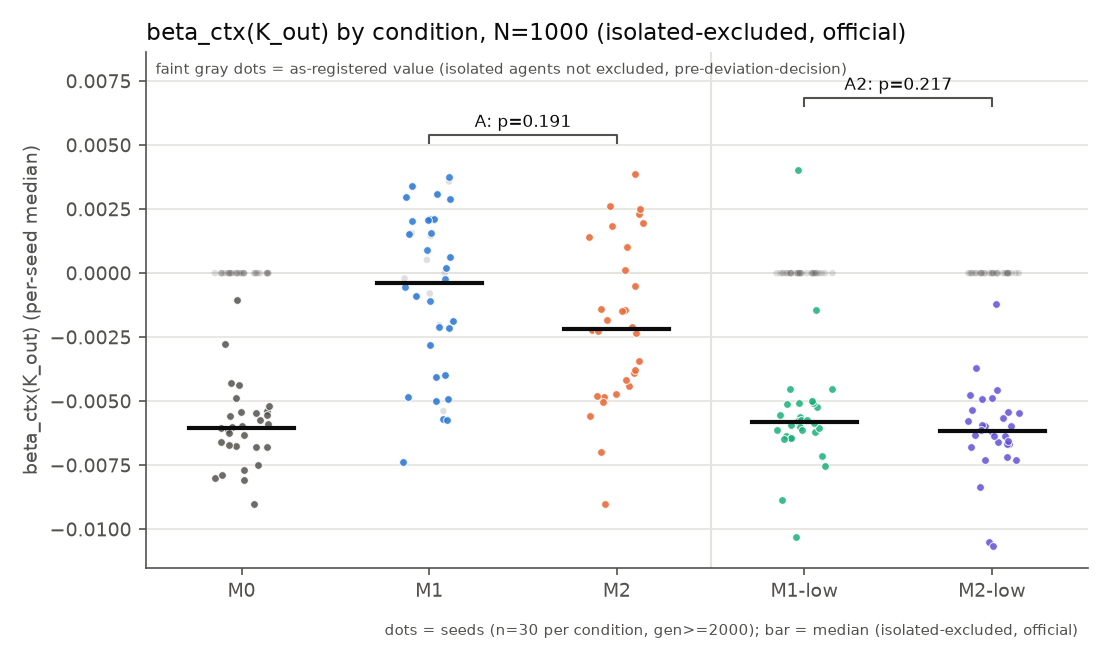 beta_ctx(K_out) by condition, N=1000 (isolated-excluded, official)
faint gray dots = as-registered value (isolated agents not excluded, pre-deviation-decision)
A2: p=0.217
A: p=0.191
beta_ctx(K_out) (per-seed median)
0.0075
0.0050
0.0025
0.0000
−0.0025
−0.0050
−0.0075
−0.0100
M0 M1 M2 M1-low M2-low
dots = seeds (n=30 per condition, gen>=2000); bar = median (isolated-excluded, official)